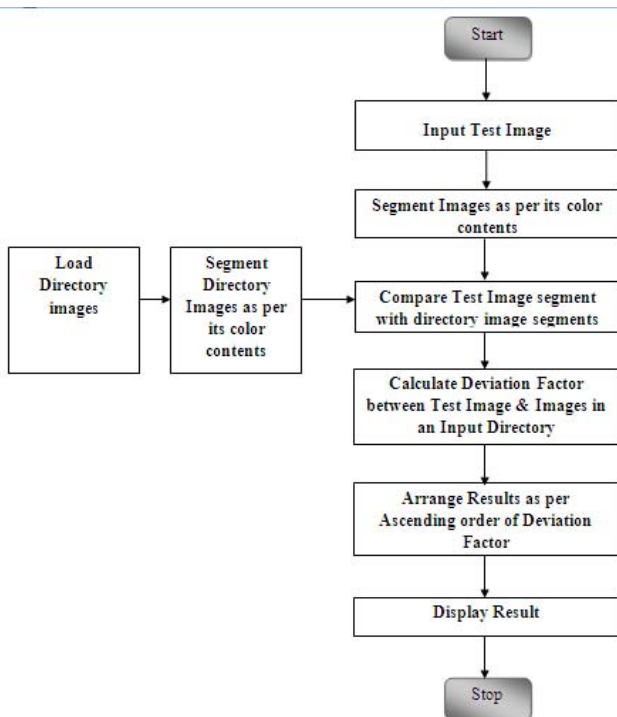 Start
Input Test Image
Segment Images as per its color
contents
Load
Directory
images
Segment
Directory
Images as per
its color
contents
Compare Test Image segment
with directory image segments
Calculate Deviation Factor
between Test Image & Images in
an Input Directory
Arrange Results as per
Ascending order of Deviation
Factor
Display Result
Stop